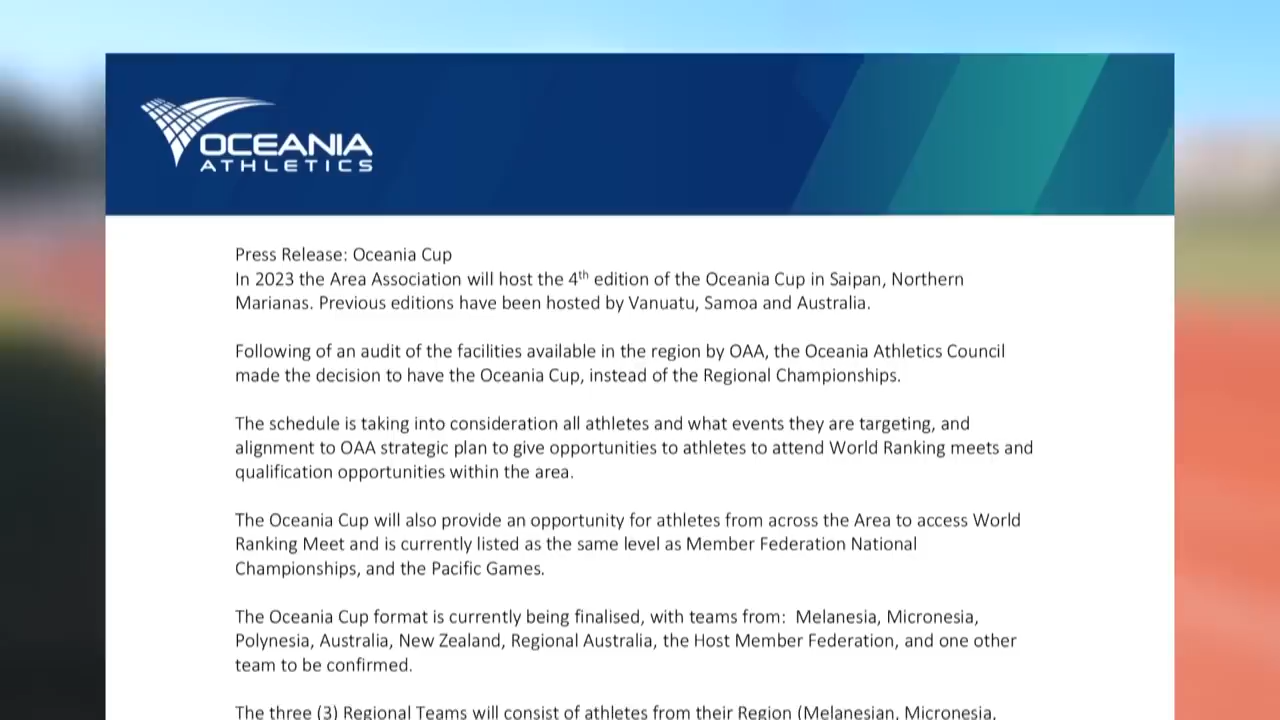 OCEANIA
ATHLETICS
Press Release: Oceania Cup
In 2023 the Area Association will host the 4th edition of the Oceania Cup in Saipan, Northern
Marianas. Previous editions have been hosted by Vanuatu, Samoa and Australia.
Following of an audit of the facilities available in the region by OAA, the Oceania Athletics Council
made the decision to have the Oceania Cup, instead of the Regional Championships.
The schedule is taking into consideration all athletes and what events they are targeting, and
alignment to OAA strategic plan to give opportunities to athletes to attend World Ranking meets and
qualification opportunities within the area.
The Oceania Cup will also provide an opportunity for athletes from across the Area to access World
Ranking Meet and is currently listed as the same level as Member Federation National
Championships, and the Pacific Games.
The Oceania Cup format is currently being finalised, with teams from:  Melanesia, Micronesia,
Polynesia, Australia, New Zealand, Regional Australia, the Host Member Federation, and one other
team to be confirmed.
The three (3) Regional Teams will consist of athletes from their Region (Melanesian, Micronesia,